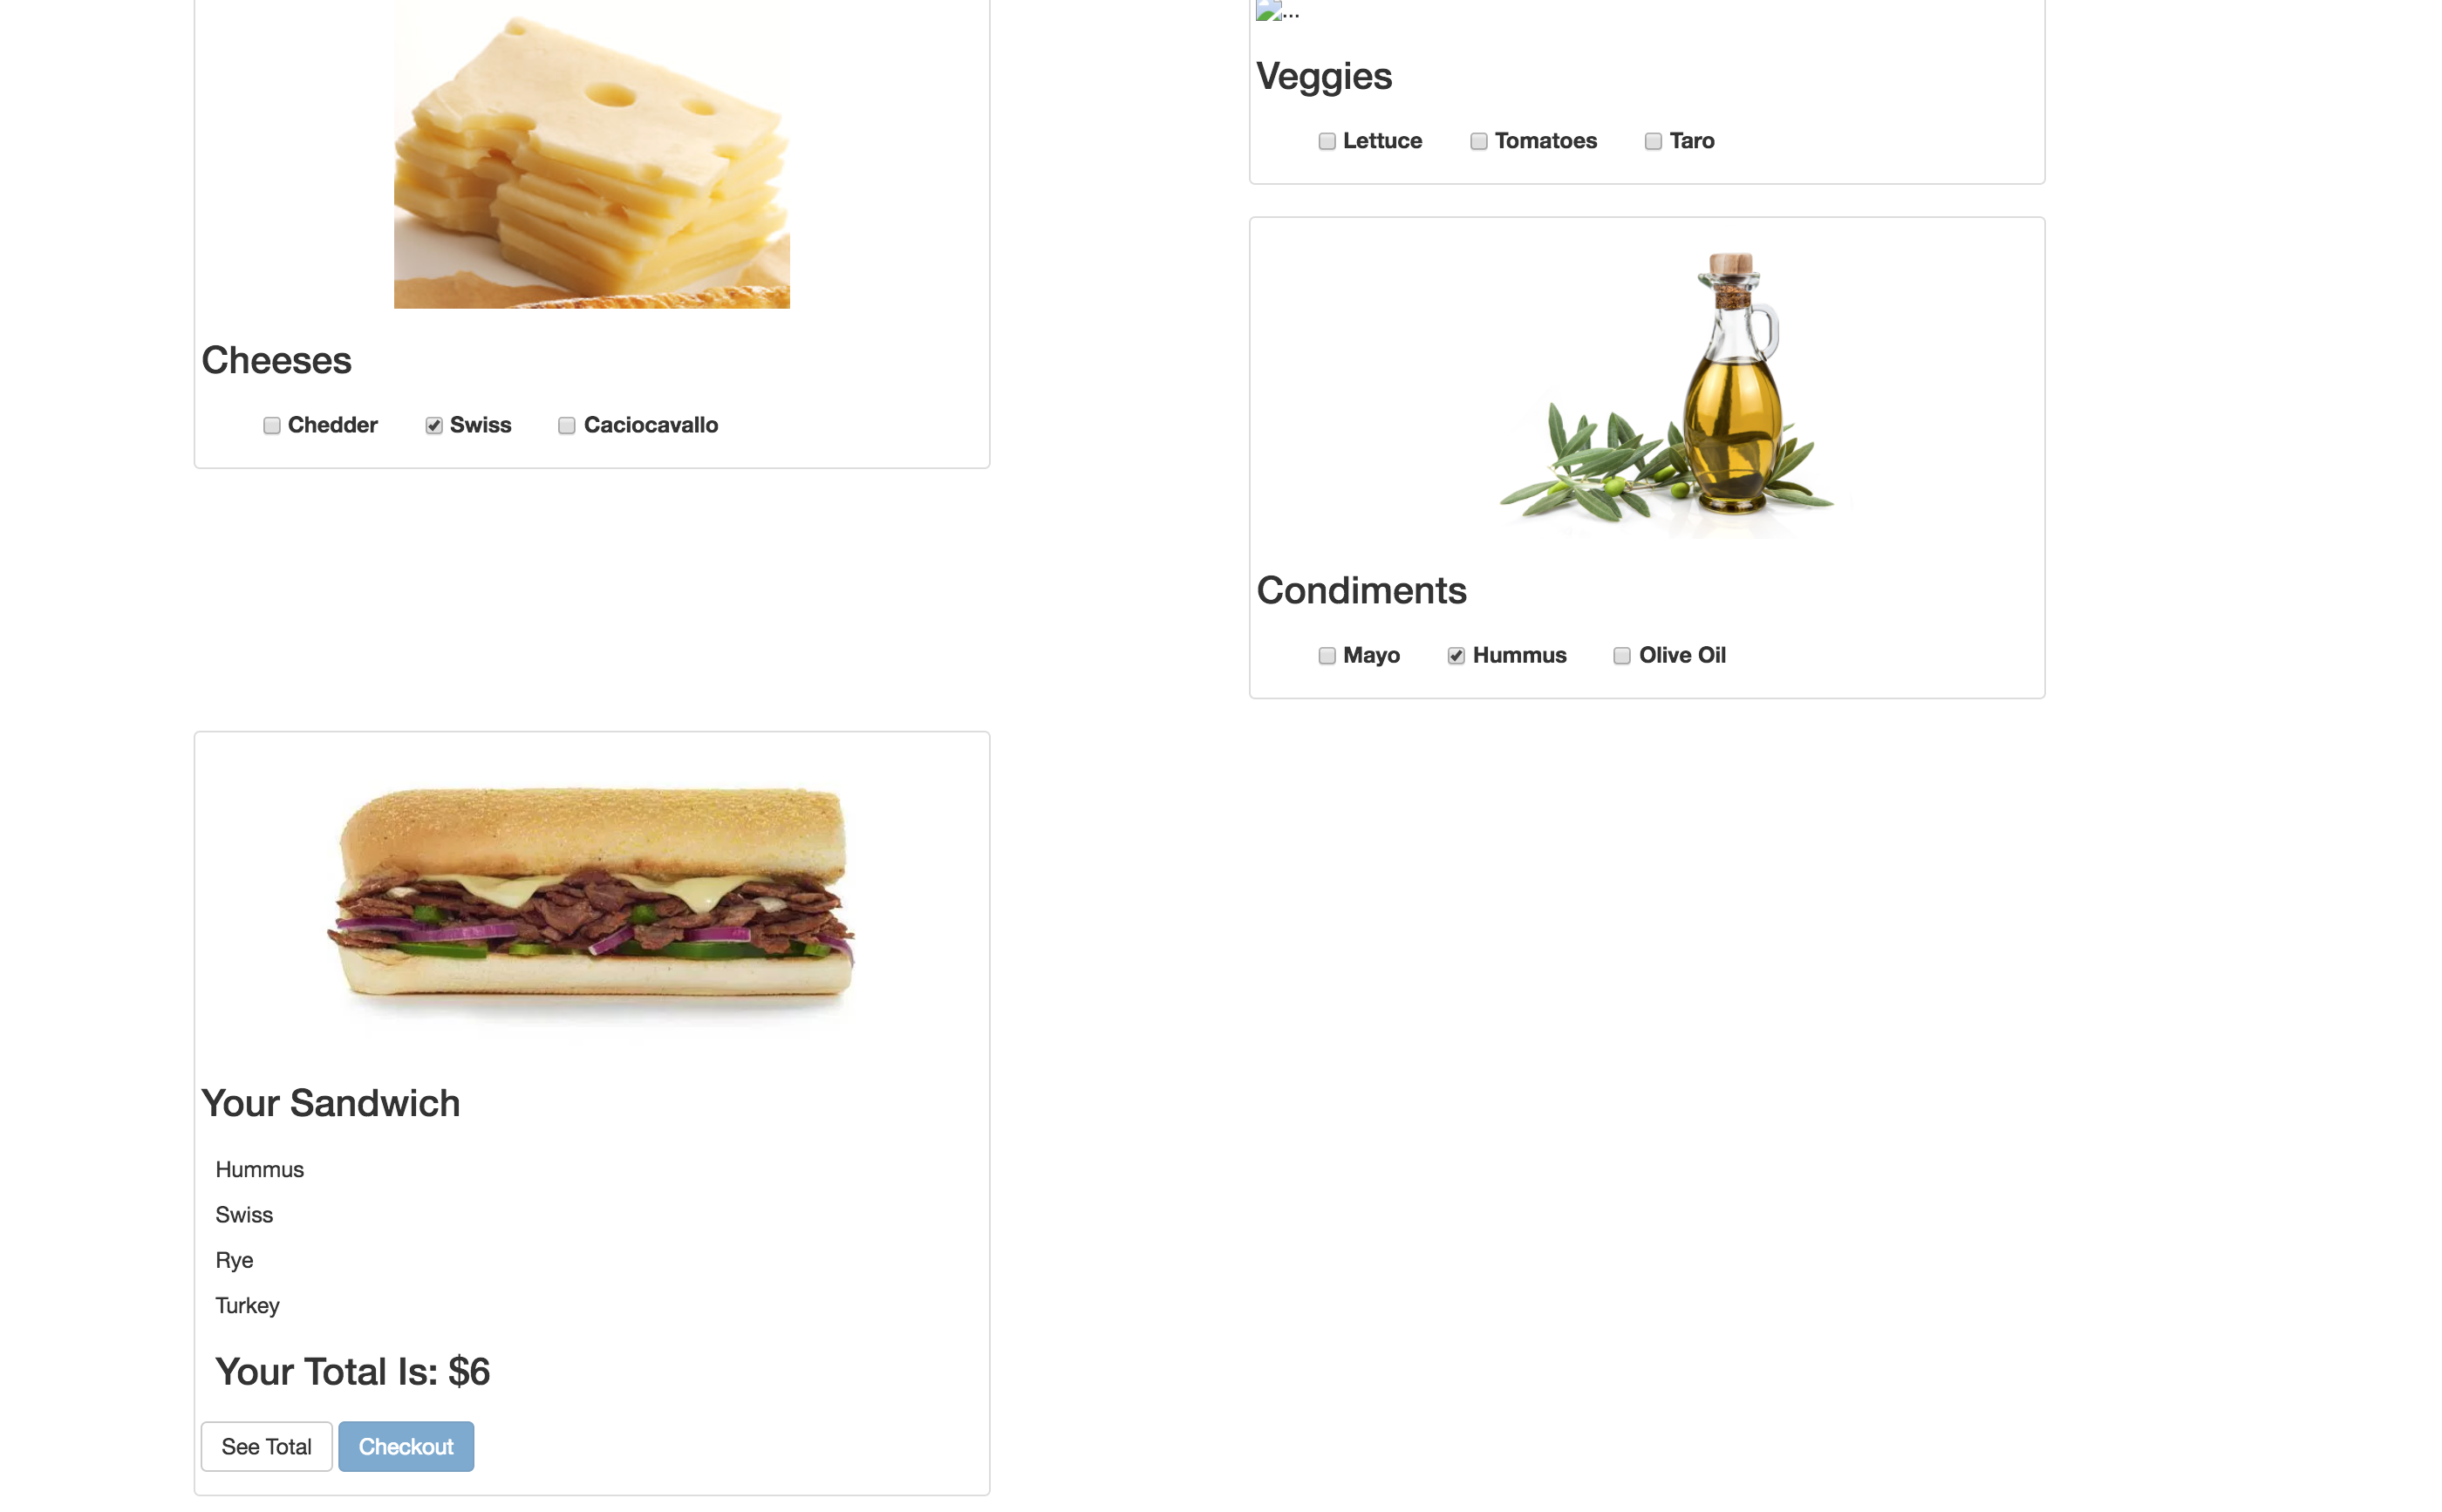 ...
Veggies
Lettuce Tomatoes Taro
Cheeses
Chedder Swiss Caciocavallo
Condiments
Mayo Hummus Olive Oil
Your Sandwich
Hummus
Swiss
Rye
Turkey
Your Total Is: $6
See Total Checkout